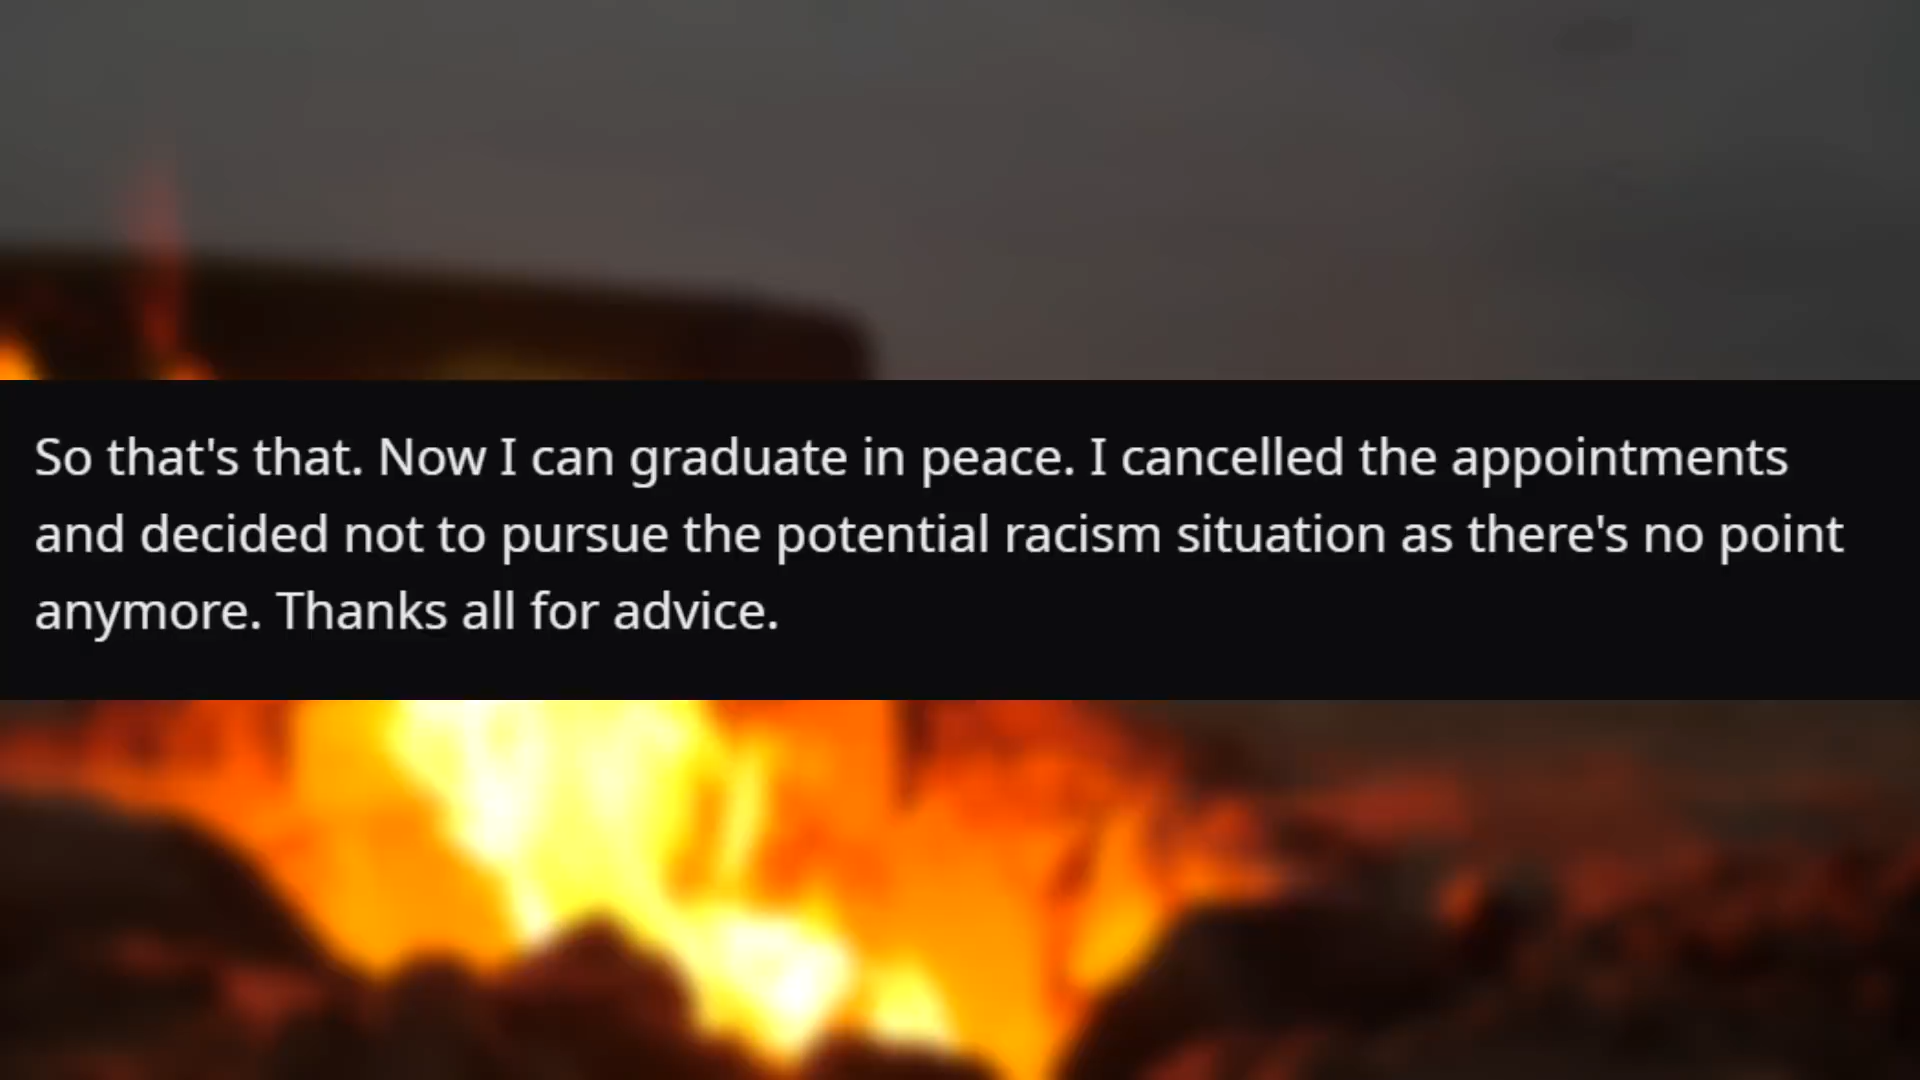 So that's that. Now I can graduate in peace. I cancelled the appointments
and decided not to pursue the potential racism situation as there's no point
anymore. Thanks all for advice.